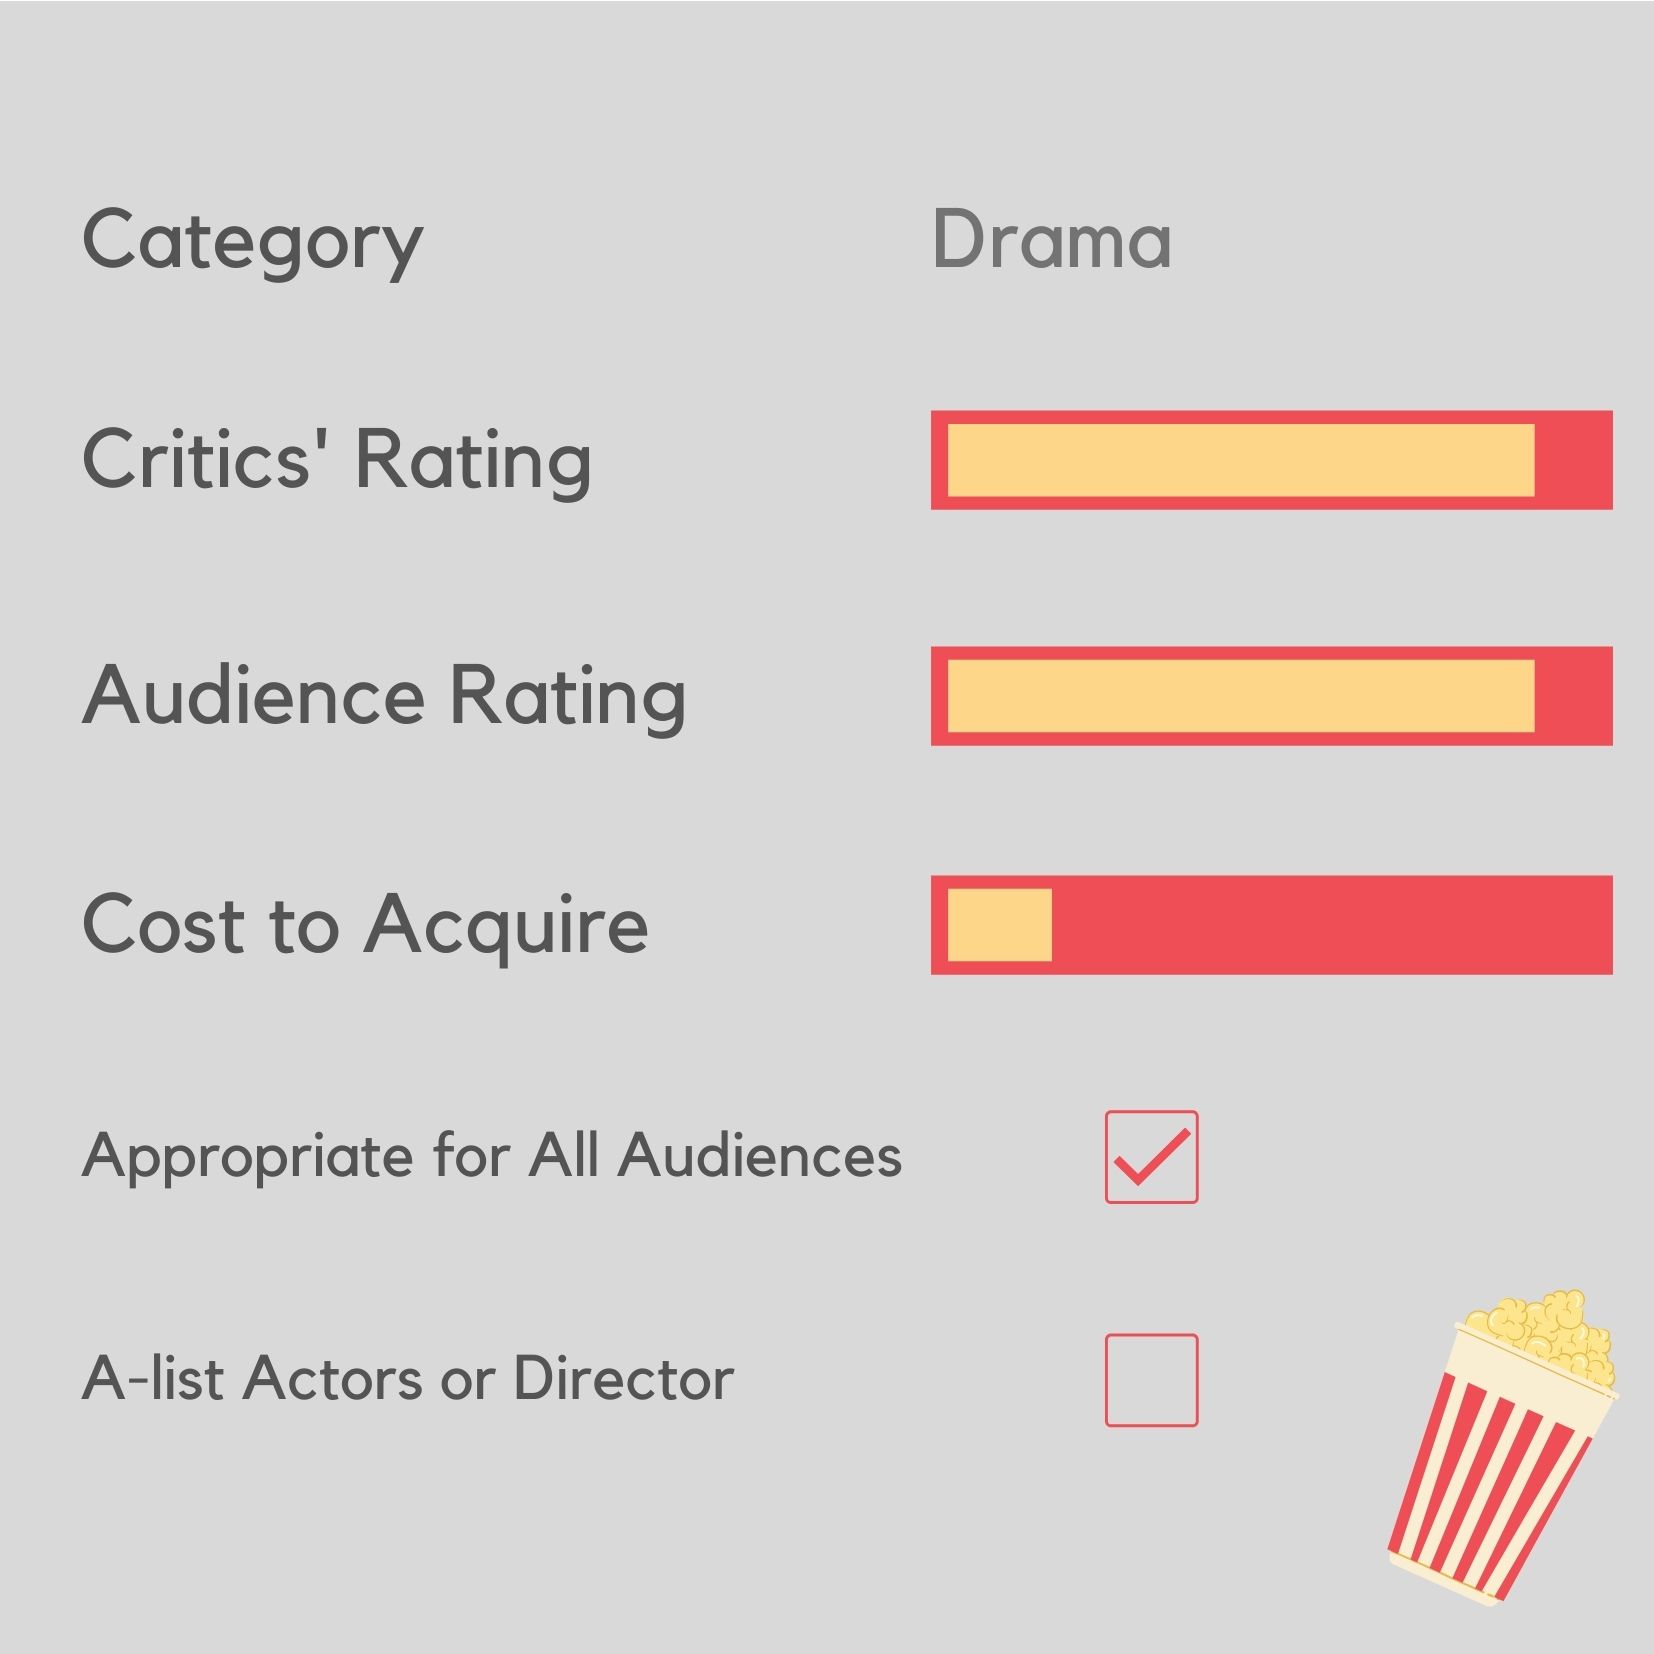 Category Drama
Critics' Rating
Audience Rating
Cost to Acquire
Appropriate for All Audiences
A-list Actors or Director